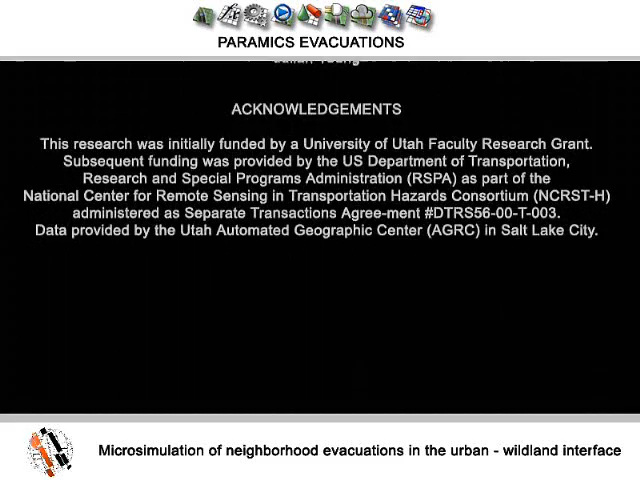 PARAMICS EVACUATIONS
ACKNOWLEDGEMENTS
This research was initially funded by a University of Utah Faculty Research Grant.
Subsequent funding was provided by the US Department of Transportation,
Research and Special Programs Administration (RSPA) as part of the
National Center for Remote Sensing in Transportation Hazards Consortium (NCRST-H)
administered as Separate Transactions Agree-ment #DTRS56-00-T-003.
Data provided by the Utah Automated Geographic Center (AGRC) in Salt Lake City.
Microsimulation of neighborhood evacuations in the urban - wildland interface